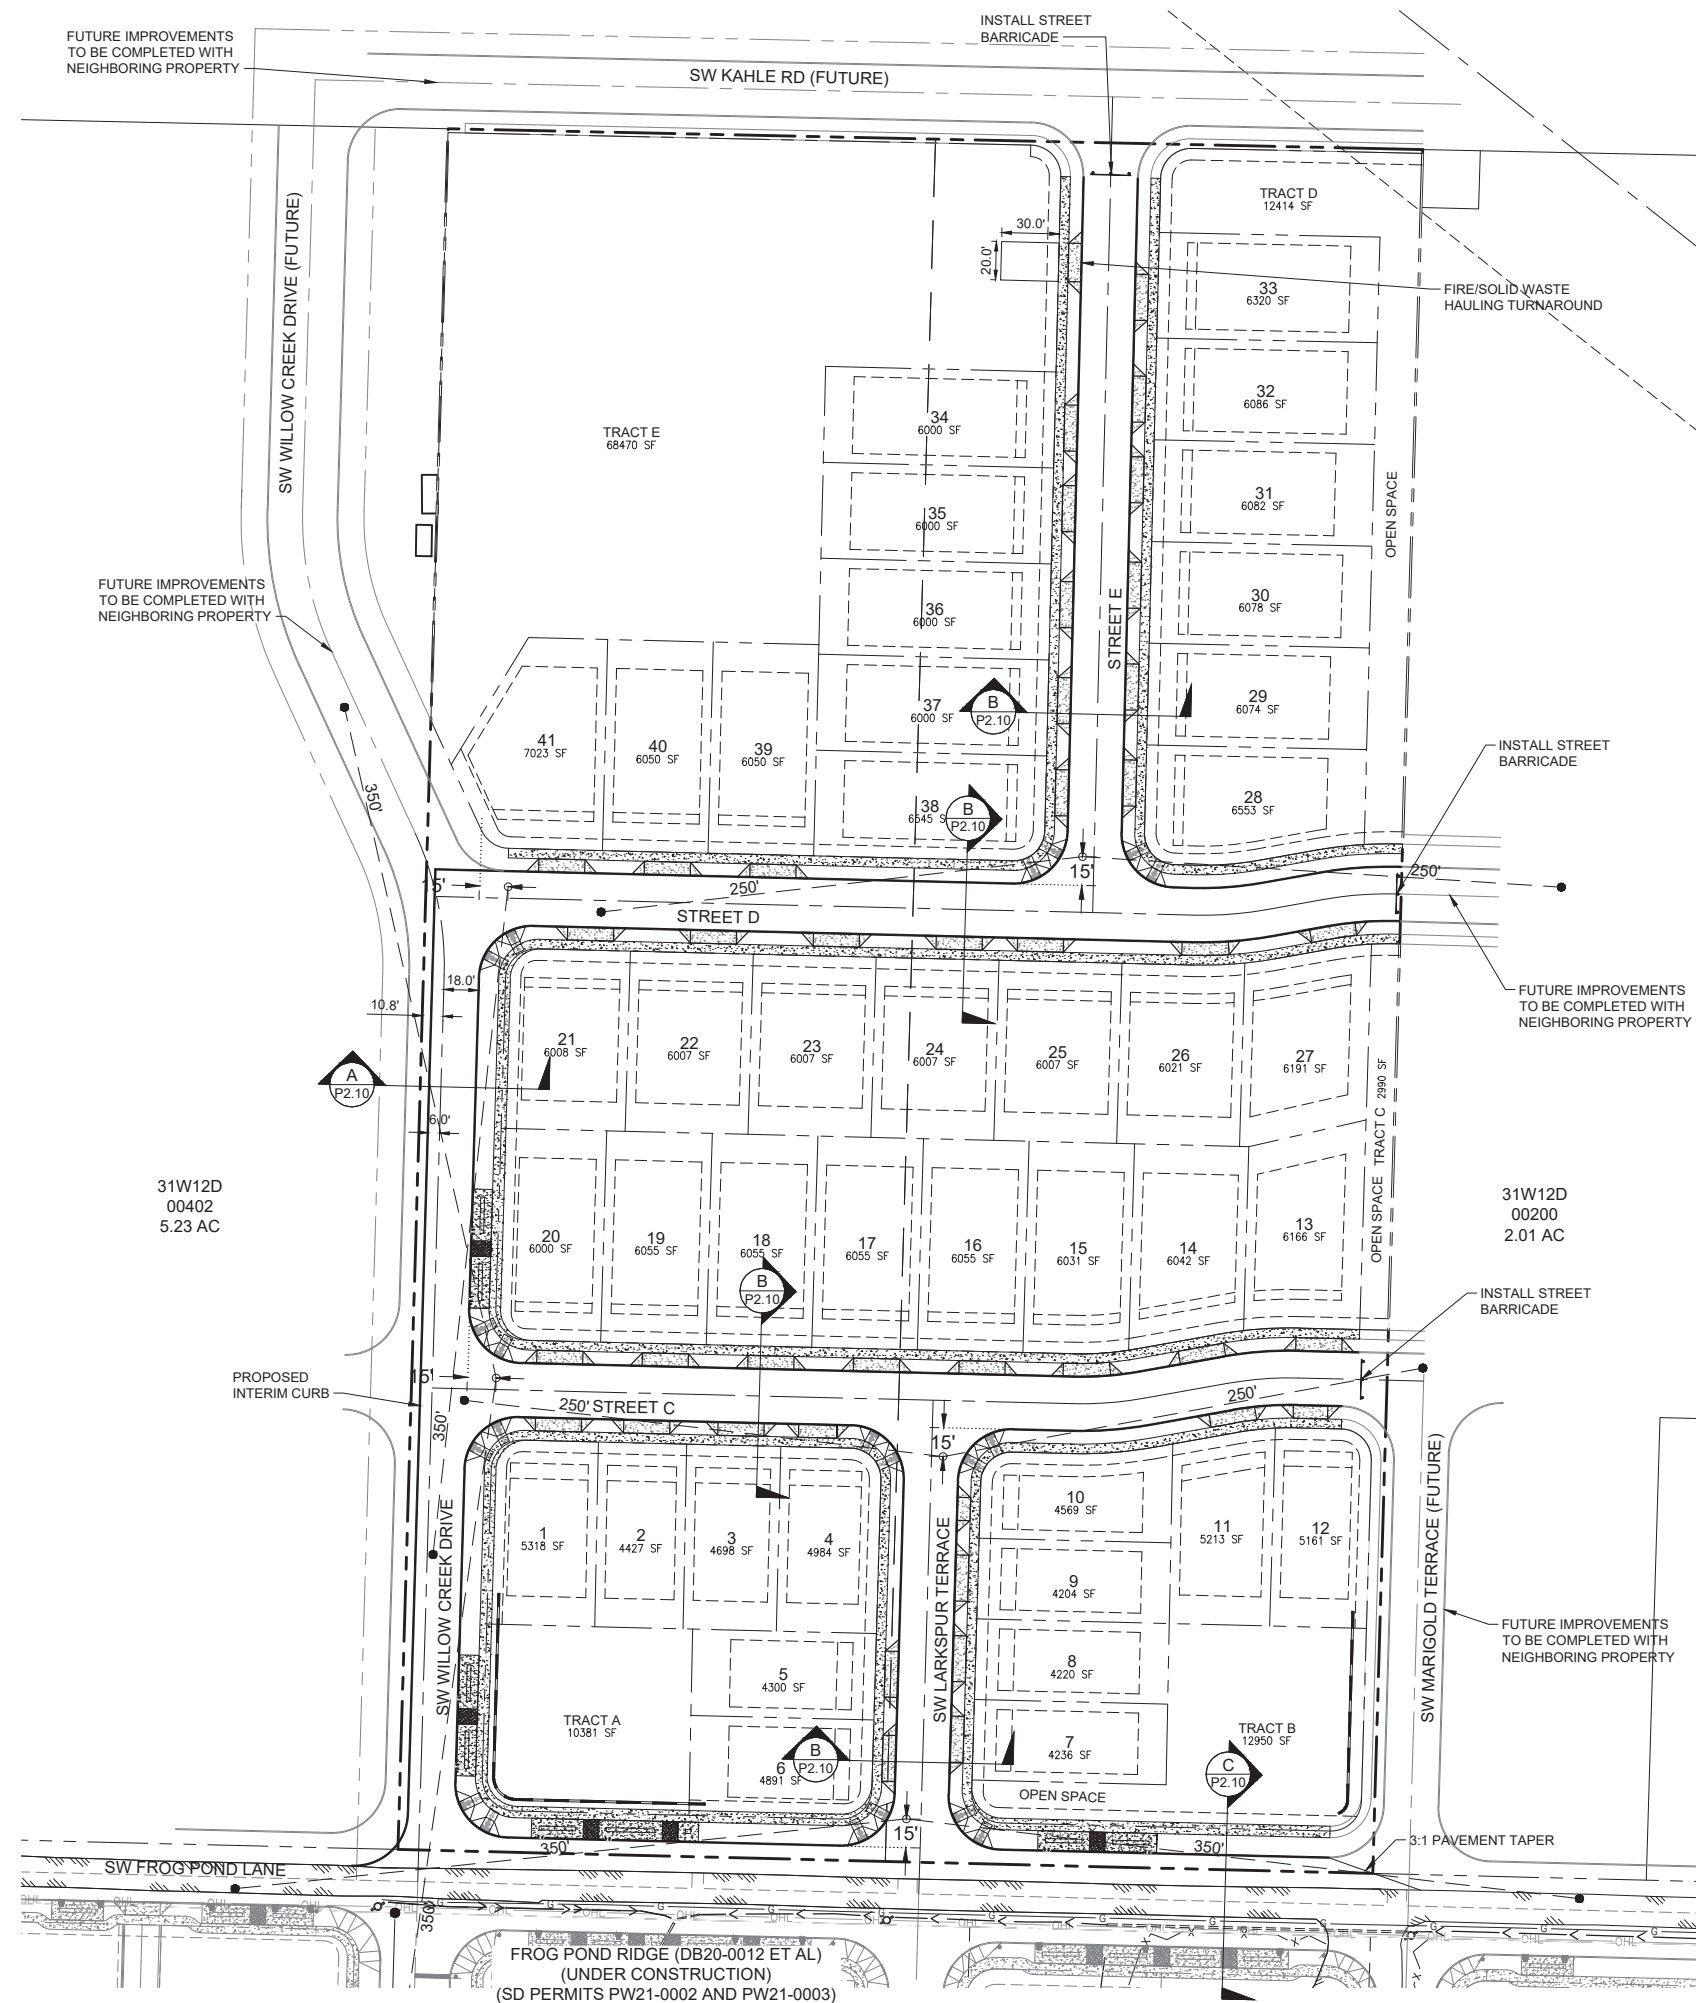 FUTURE IMPROVEMENTS
TO BE COMPLETED WITH
NEIGHBORING PROPERTY
INSTALL STREET
BARRICADE
SW KAHLE RD (FUTURE)
SW WILLOW CREEK DRIVE (FUTURE)
TRACT D
12414 SF
30.0'
20.0'
33
6320 SF
FIRE/SOLID WASTE
HAULING TURNAROUND
32
6086 SF
34
6000 SF
TRACT E
68470 SF
31
6082 SF
35
6000 SF
OPEN SPACE
FUTURE IMPROVEMENTS
TO BE COMPLETED WITH
NEIGHBORING PROPERTY
30
6078 SF
36
6000 SF
STREET E
29
6074 SF
37
6000 SF
B
P2.10
41
7023 SF
40
6050 SF
39
6050 SF
INSTALL STREET
BARRICADE
350'
28
6553 SF
38
6545 S
B
P2.10
15'
250'
15'
250'
STREET D
18.0'
10.8'
FUTURE IMPROVEMENTS
TO BE COMPLETED WITH
NEIGHBORING PROPERTY
21
6008 SF
22
6007 SF
23
6007 SF
24
6007 SF
25
6007 SF
26
6021 SF
27
6191 SF
A
P2.10
6.0'
OPEN SPACE TRACT C 2990 SF
31W12D
00402
5.23 AC
31W12D
00200
2.01 AC
20
6000 SF
19
6055 SF
18
6055 SF
17
6055 SF
16
6055 SF
15
6031 SF
14
6042 SF
13
6166 SF
B
P2.10
INSTALL STREET
BARRICADE
PROPOSED
INTERIM CURB
15'
250'
STREET C
250'
350'
15'
SW WILLOW CREEK DRIVE
1
5318 SF
2
4427 SF
3
4698 SF
4
4984 SF
SW LARKSPUR TERRACE
10
4569 SF
11
5213 SF
12
5161 SF
9
4204 SF
SW MARIGOLD TERRACE (FUTURE)
FUTURE IMPROVEMENTS
TO BE COMPLETED WITH
NEIGHBORING PROPERTY
5
4300 SF
8
4220 SF
TRACT A
10381 SF
7
4236 SF
TRACT B
12950 SF
6
4891 SF
B
P2.10
C
P2.10
OPEN SPACE
15'
350'
350'
3:1 PAVEMENT TAPER
SW FROG POND LANE
350'
OHL
OHL
OHL
OHL
G
G
G
G
G
G
G
G
OHL
OHL
OHL
OHL
OHL
OHL
OHL
OHL
OHL
FROG POND RIDGE (DB20-0012 ET AL)
(UNDER CONSTRUCTION)
(SD PERMITS PW21-0002 AND PW21-0003)